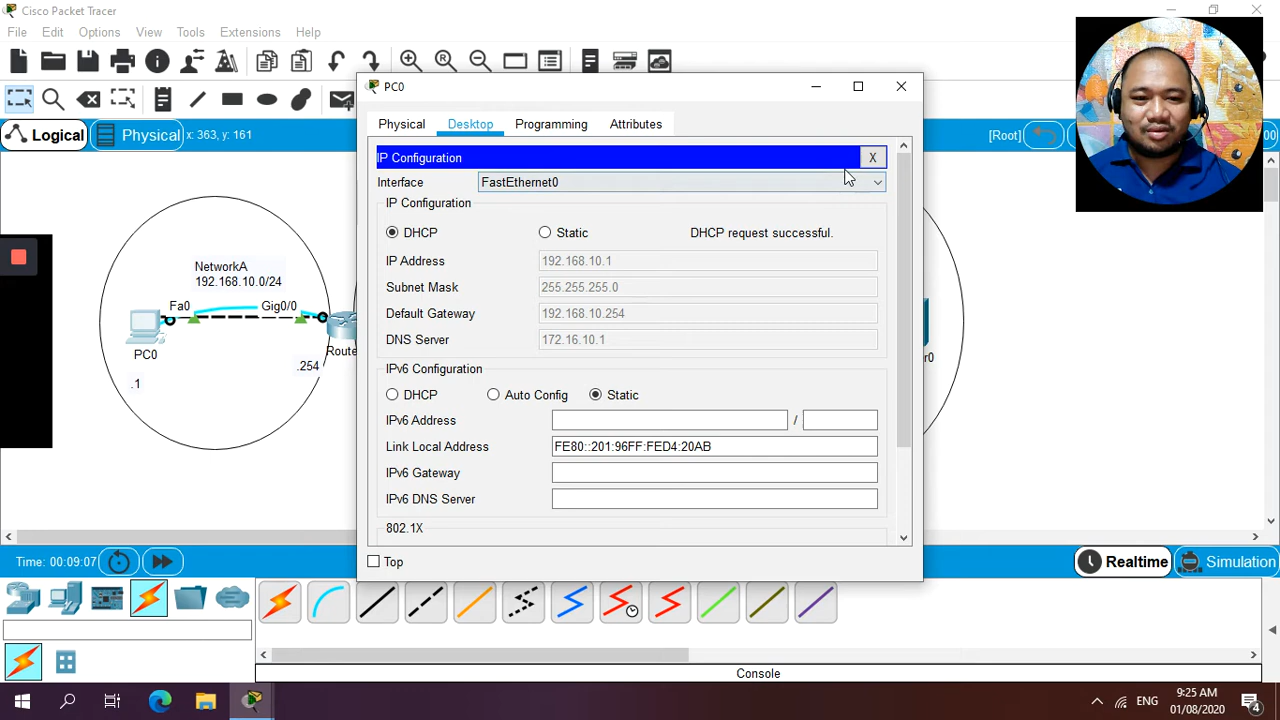 Cisco Packet Tracer
File Edit Options View Tools Extensions Help
Logical Physical x: 363, y: 161 [Root]
PC0
Physical Desktop Programming Attributes
IP Configuration X
Interface FastEthernet0
IP Configuration
DHCP Static DHCP request successful.
IP Address 192.168.10.1
Subnet Mask 255.255.255.0
Default Gateway 192.168.10.254
DNS Server 172.16.10.1
IPv6 Configuration
DHCP Auto Config Static
IPv6 Address /
Link Local Address FE80::201:96FF:FED4:20AB
IPv6 Gateway
IPv6 DNS Server
802.1X
Top
NetworkA
192.168.10.0/24
Fa0 Gig0/0
PC0
.1
.254
Time: 00:09:07 Realtime Simulation
Console
ENG
9:25 AM
01/08/2020
4